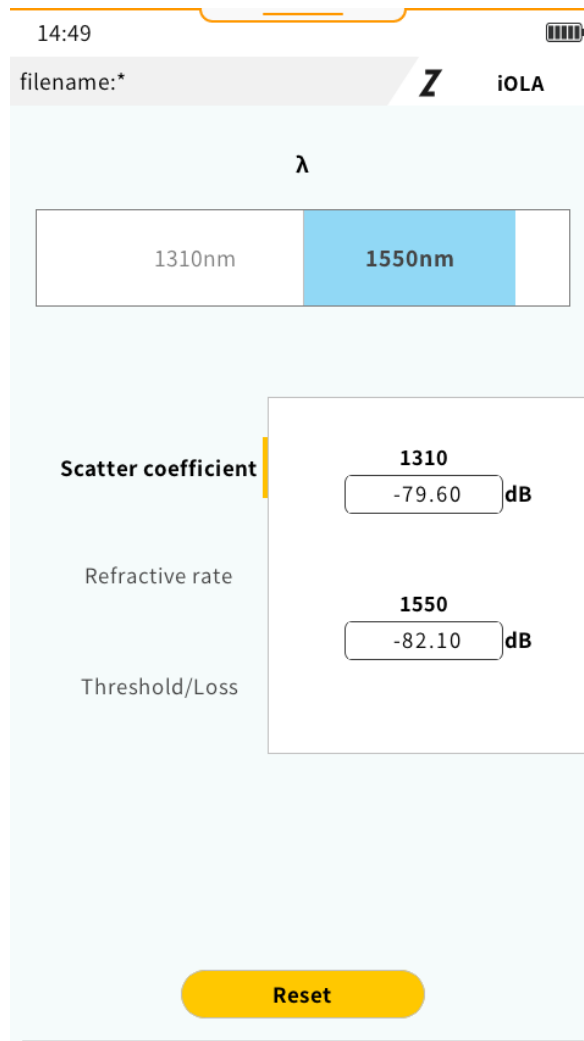 14:49
filename:*
Z iOLA
λ
1310nm 1550nm
Scatter coefficient
1310
-79.60 dB
Refractive rate
1550
-82.10 dB
Threshold/Loss
Reset